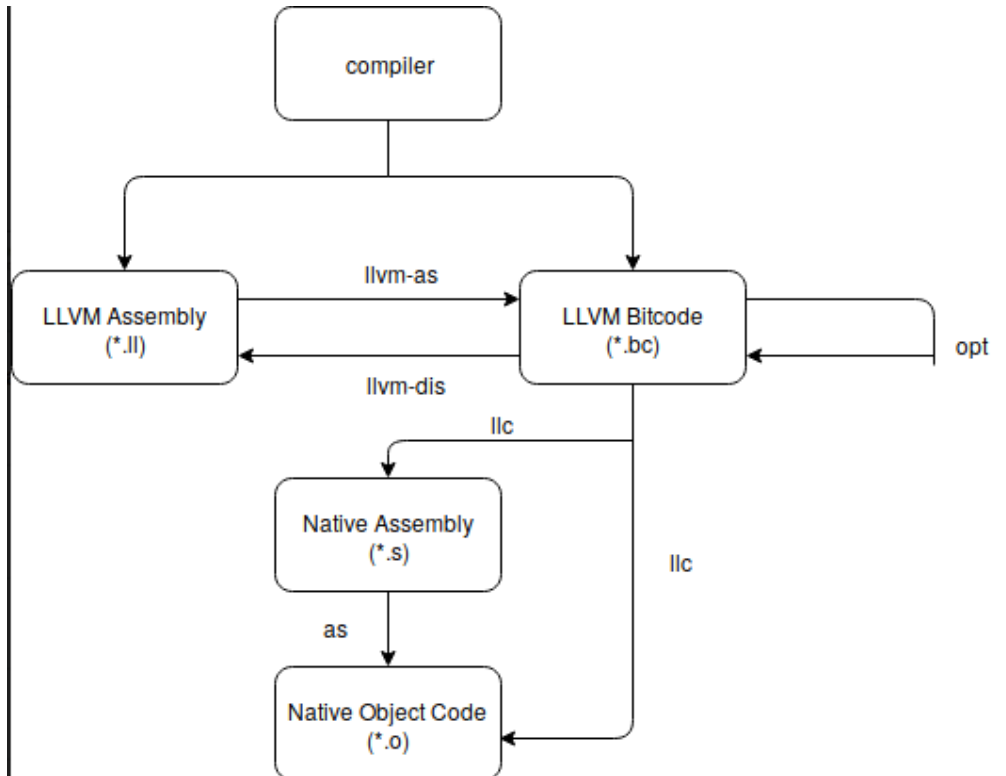 compiler
llvm-as
LLVM Assembly
(*.ll)
LLVM Bitcode
(*.bc)
opt
llvm-dis
llc
Native Assembly
(*.s)
llc
as
Native Object Code
(*.o)